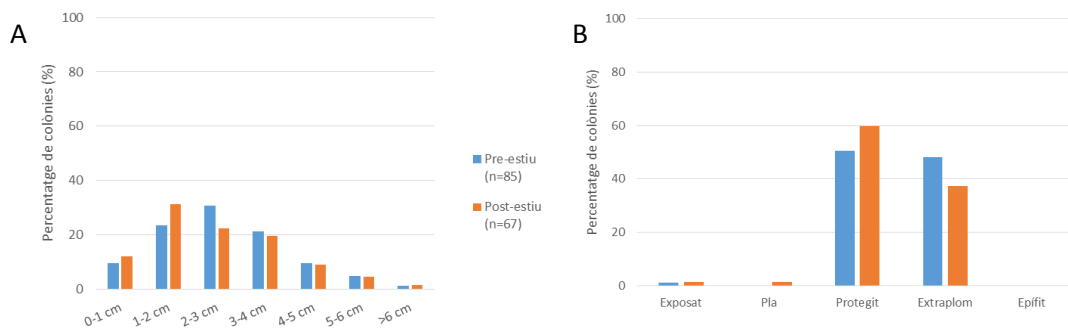 A
Percentatge de colònies (%)
100
80
60
40
20
0
0-1 cm
1-2 cm
2-3 cm
3-4 cm
4-5 cm
5-6 cm
>6 cm
Pre-estiu
(n=85)
Post-estiu
(n=67)
B
Percentatge de colònies (%)
100
80
60
40
20
0
Exposat
Pla
Protegit
Extraplom
Epífit